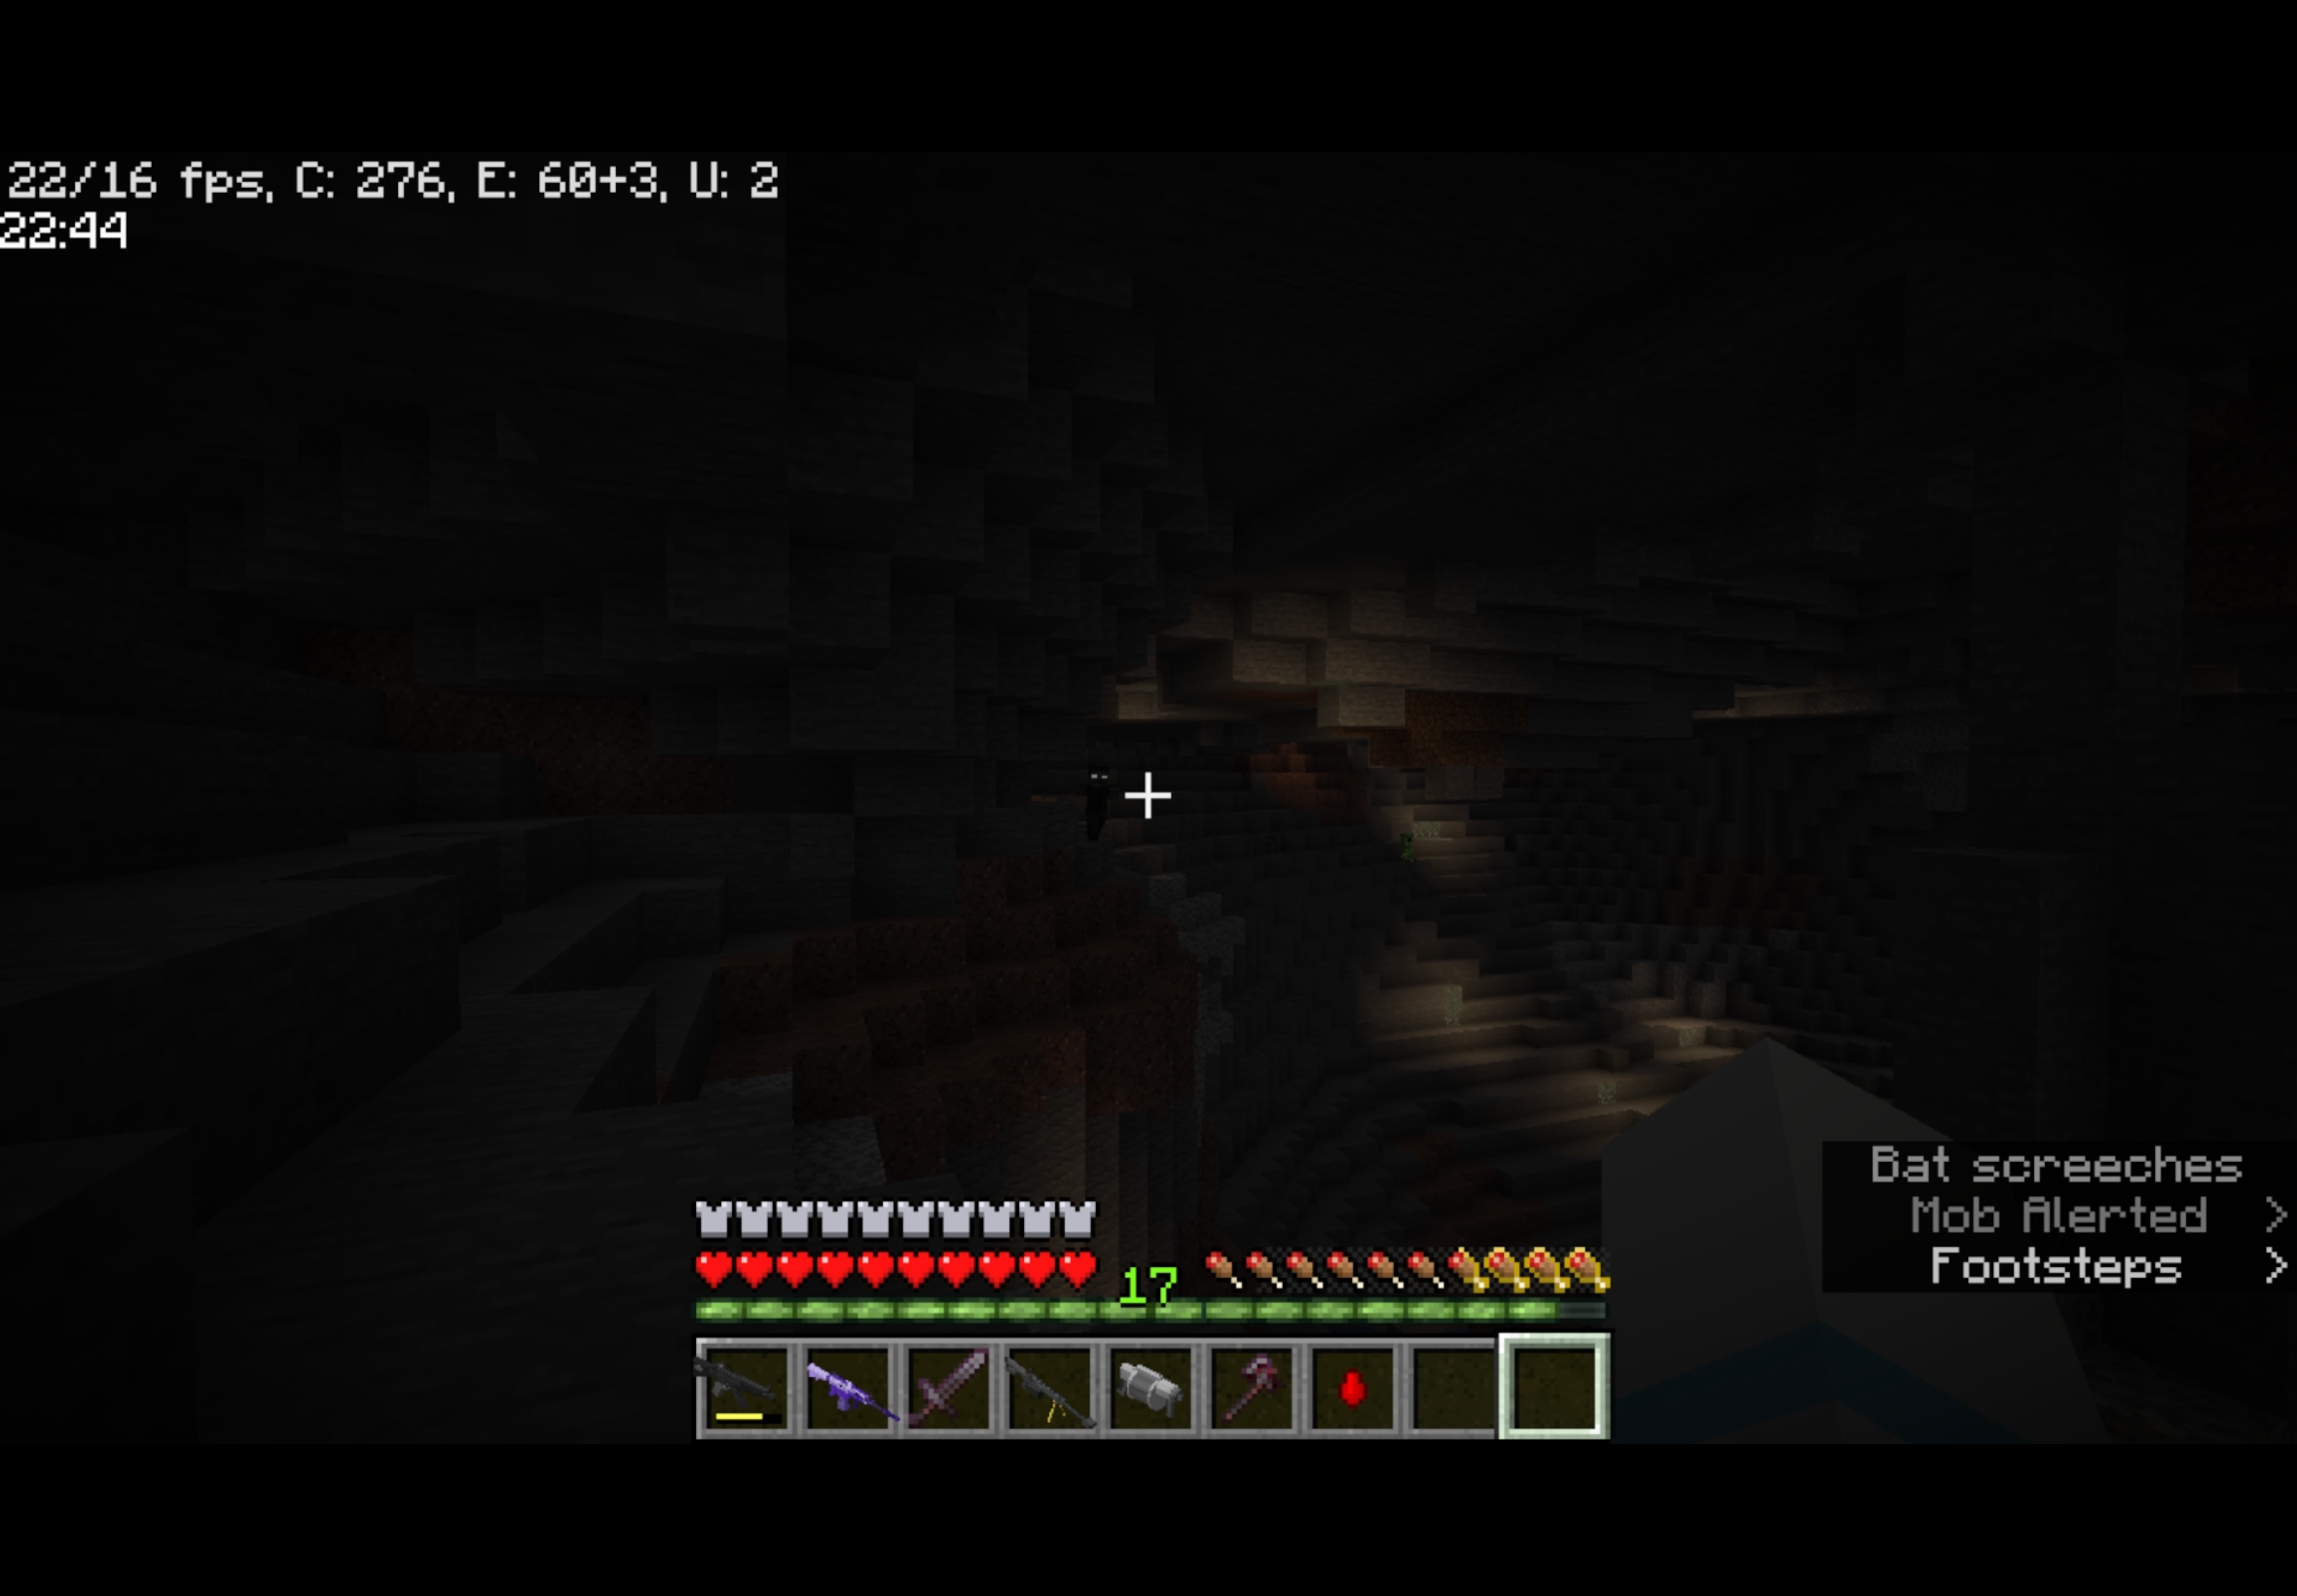 22/16 fps, C: 276, E: 60+3, U: 2
22:44
Bat screeches
Mob Alerted >
Footsteps >
17